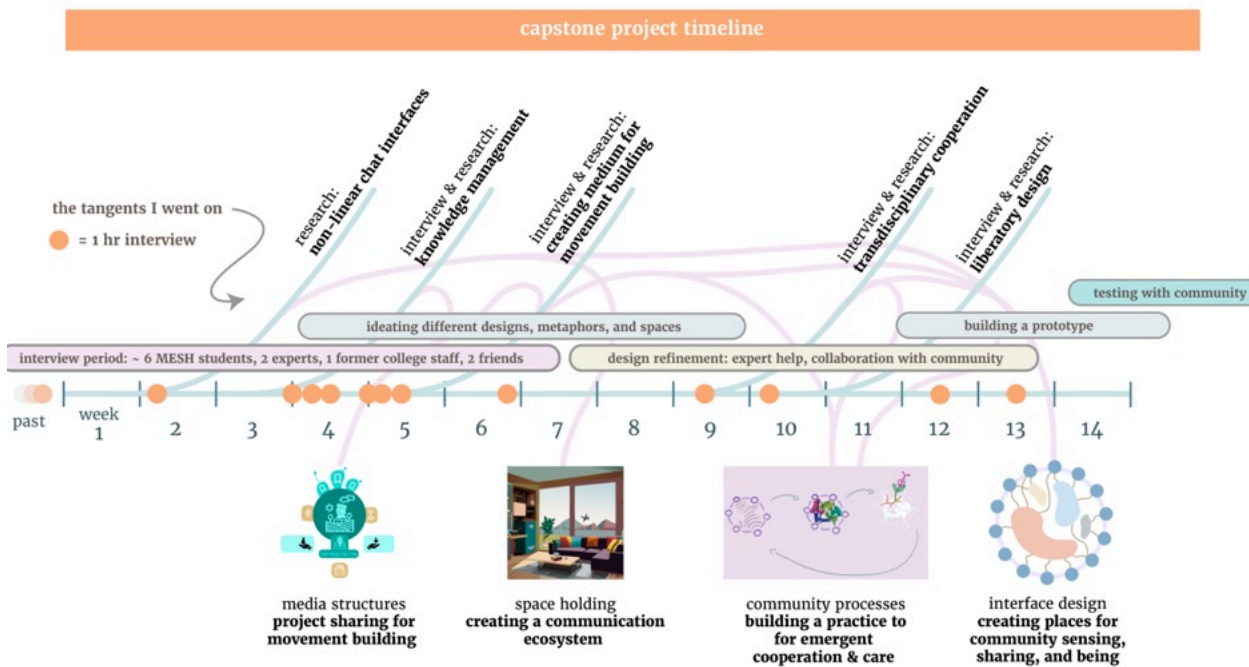 capstone project timeline
research:
non-linear chat interfaces
interview & research:
knowledge management
interview & research:
creating medium for
movement building
interview & research:
transdisciplinary cooperation
interview & research:
liberatory design
the tangents I went on
= 1 hr interview
testing with community
ideating different designs, metaphors, and spaces
building a prototype
interview period: ~ 6 MESH students, 2 experts, 1 former college staff, 2 friends
design refinement: expert help, collaboration with community
past
week
1 2 3 4 5 6 7 8 9 10 11 12 13 14
media structures
project sharing for
movement building
space holding
creating a communication
ecosystem
community processes
building a practice to
for emergent
cooperation & care
interface design
creating places for
community sensing,
sharing, and being